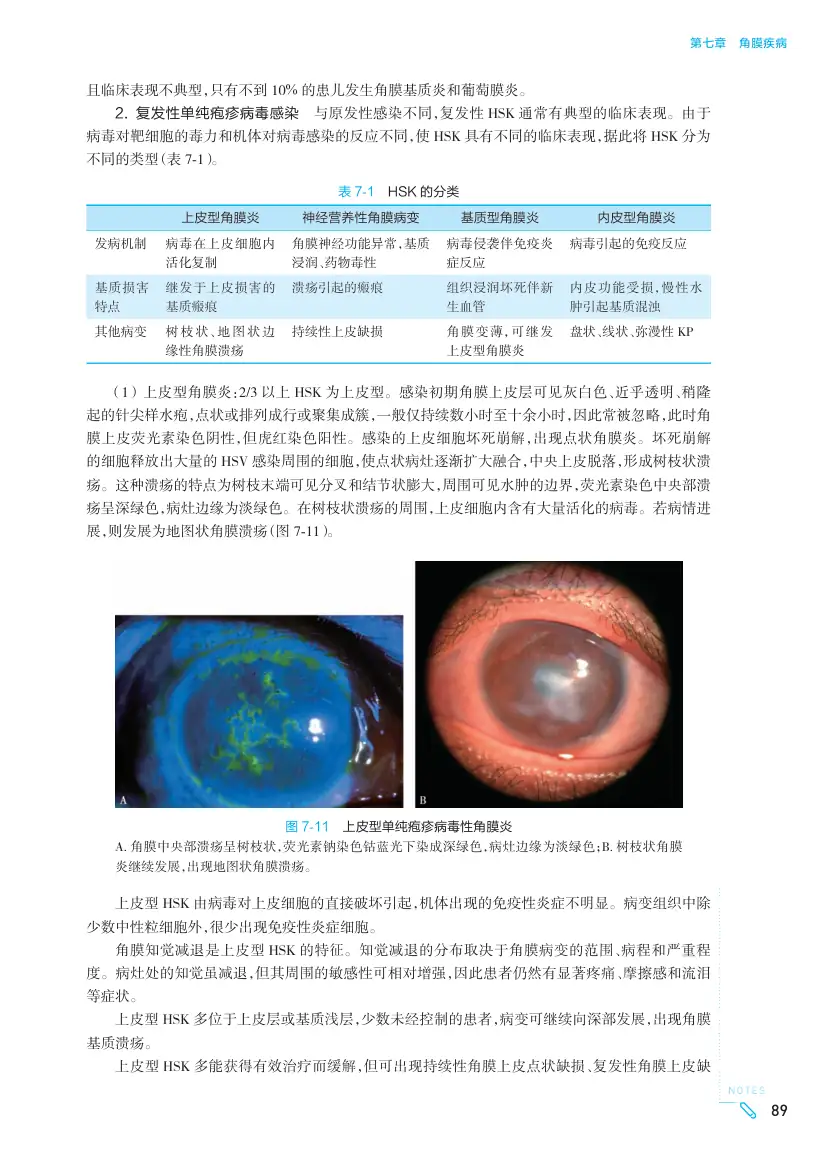 第七章　角膜疾病
且临床表现不典型,只有不到 10% 的患儿发生角膜基质炎和葡萄膜炎。
2. 复发性单纯疱疹病毒感染　与原发性感染不同,复发性 HSK 通常有典型的临床表现。由于
病毒对靶细胞的毒力和机体对病毒感染的反应不同,使 HSK 具有不同的临床表现,据此将 HSK 分为
不同的类型(表 7-1)。
表 7-1　HSK 的分类
上皮型角膜炎　神经营养性角膜病变　基质型角膜炎　内皮型角膜炎
发病机制　病毒在上皮细胞内　角膜神经功能异常,基质　病毒侵袭伴免疫炎　病毒引起的免疫反应
活化复制　浸润、药物毒性　症反应
基质损害　继发于上皮损害的　溃疡引起的瘢痕　组织浸润坏死伴新　内皮功能受损,慢性水
特点　基质瘢痕　生血管　肿引起基质混浊
其他病变　树枝状、地图状边　持续性上皮缺损　角膜变薄,可继发　盘状、线状、弥漫性 KP
缘性角膜溃疡　上皮型角膜炎
(1)上皮型角膜炎:2/3 以上 HSK 为上皮型。感染初期角膜上皮层可见灰白色、近乎透明、稍隆
起的针尖样水疱,点状或排列成行或聚集成簇,一般仅持续数小时至十余小时,因此常被忽略,此时角
膜上皮荧光素染色阴性,但虎红染色阳性。感染的上皮细胞坏死崩解,出现点状角膜炎。坏死崩解
的细胞释放出大量的 HSV 感染周围的细胞,使点状病灶逐渐扩大融合,中央上皮脱落,形成树枝状溃
疡。这种溃疡的特点为树枝末端可见分叉和结节状膨大,周围可见水肿的边界,荧光素染色中央部溃
疡呈深绿色,病灶边缘为淡绿色。在树枝状溃疡的周围,上皮细胞内含有大量活化的病毒。若病情进
展,则发展为地图状角膜溃疡(图 7-11)。
A
B
图 7-11　上皮型单纯疱疹病毒性角膜炎
A. 角膜中央部溃疡呈树枝状,荧光素钠染色钴蓝光下染成深绿色,病灶边缘为淡绿色;B. 树枝状角膜
炎继续发展,出现地图状角膜溃疡。
上皮型 HSK 由病毒对上皮细胞的直接破坏引起,机体出现的免疫性炎症不明显。病变组织中除
少数中性粒细胞外,很少出现免疫性炎症细胞。
角膜知觉减退是上皮型 HSK 的特征。知觉减退的分布取决于角膜病变的范围、病程和严重程
度。病灶处的知觉虽减退,但其周围的敏感性可相对增强,因此患者仍然有显著疼痛、摩擦感和流泪
等症状。
上皮型 HSK 多位于上皮层或基质浅层,少数未经控制的患者,病变可继续向深部发展,出现角膜
基质溃疡。
上皮型 HSK 多能获得有效治疗而缓解,但可出现持续性角膜上皮点状缺损、复发性角膜上皮缺
NOTES
89